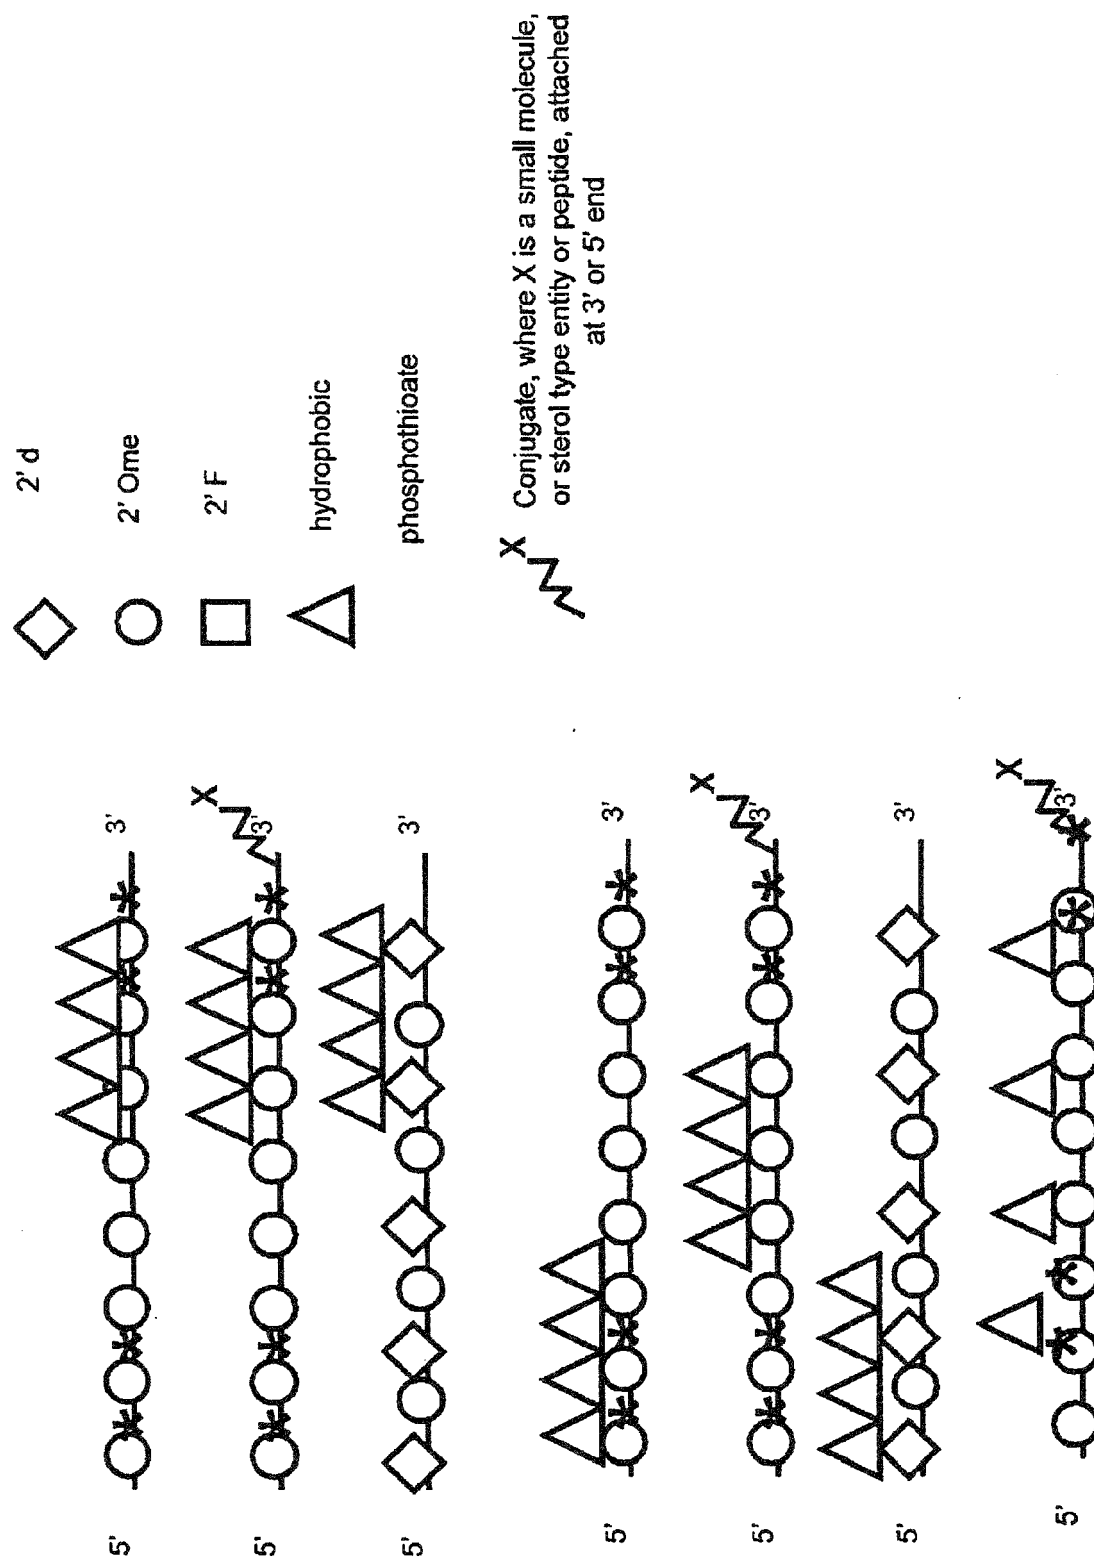 2' d
2' Ome
2' F
hydrophobic
phosphothioate
X
Conjugate, where X is a small molecule,
or sterol type entity or peptide, attached
at 3' or 5' end
5' 3'
5' 3' X
5' 3'
5' 3'
5' 3' X
5' 3'
5' 3' X